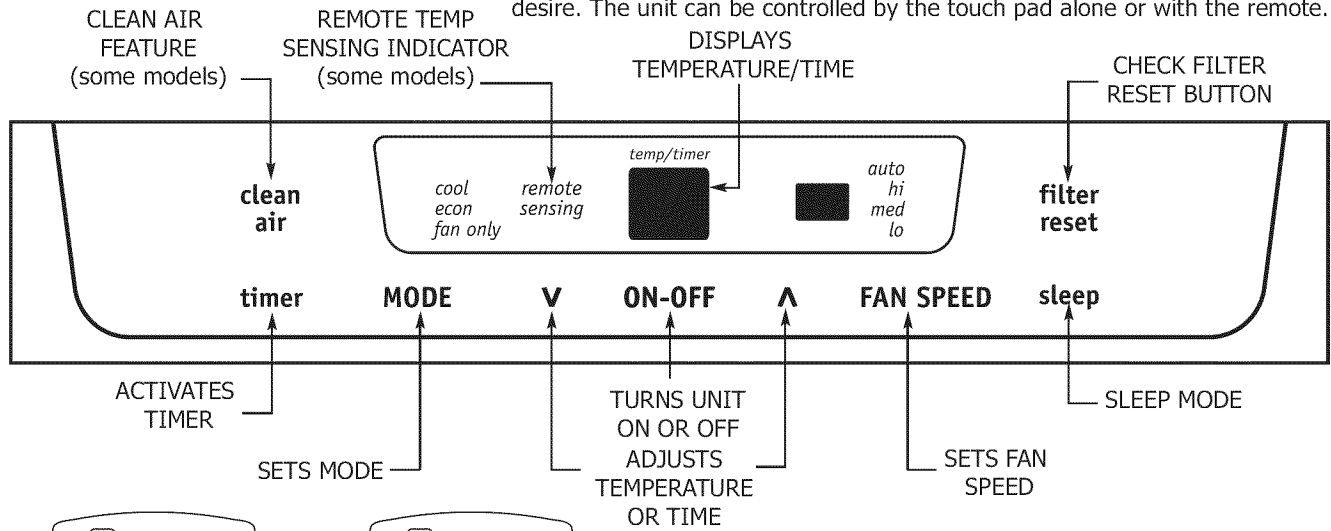 desire. The unit can be controlled by the touch pad alone or with the remote.
CLEAN AIR
FEATURE
(some models)
REMOTE TEMP
SENSING INDICATOR
(some models)
DISPLAYS
TEMPERATURE/TIME
CHECK FILTER
RESET BUTTON
clean
air
cool
econ
fan only
remote
sensing
temp/timer
auto
hi
med
lo
filter
reset
timer MODE V ON-OFF Λ FAN SPEED sleep
ACTIVATES
TIMER
SETS MODE
TURNS UNIT
ON OR OFF
ADJUSTS
TEMPERATURE
OR TIME
SETS FAN
SPEED
SLEEP MODE